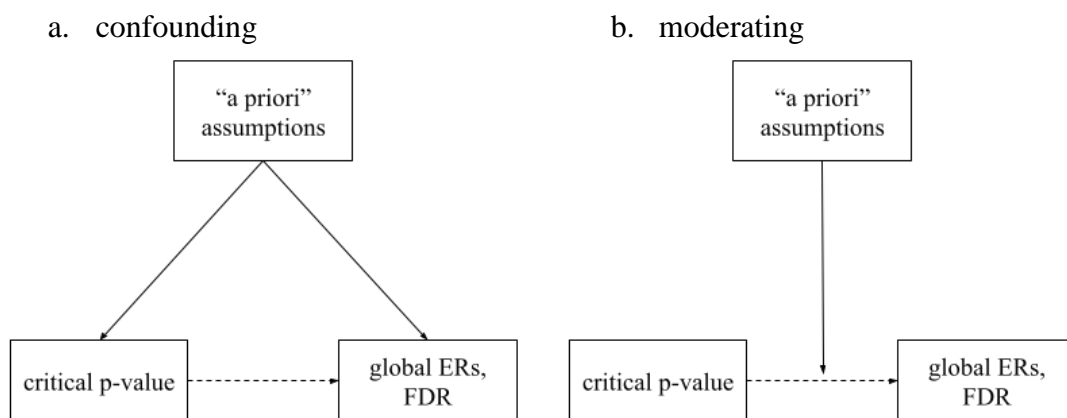 a. confounding
“a priori”
assumptions
critical p-value
global ERs,
FDR
b. moderating
“a priori”
assumptions
critical p-value
global ERs,
FDR